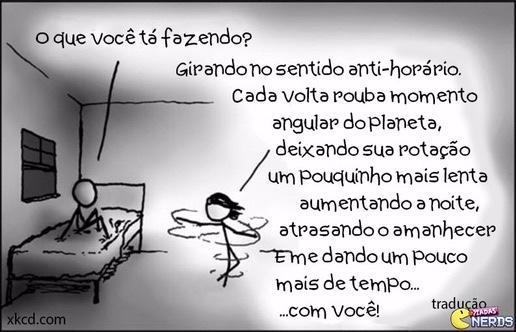 O que você tá fazendo?
Girando no sentido anti-horário.
Cada volta rouba momento
angular do planeta,
deixando sua rotação
um pouquinho mais lenta
aumentando a noite,
atrasando o amanhecer
E me dando um pouco
mais de tempo...
...com você!
tradução
PIADAS
NERDS
xkcd.com